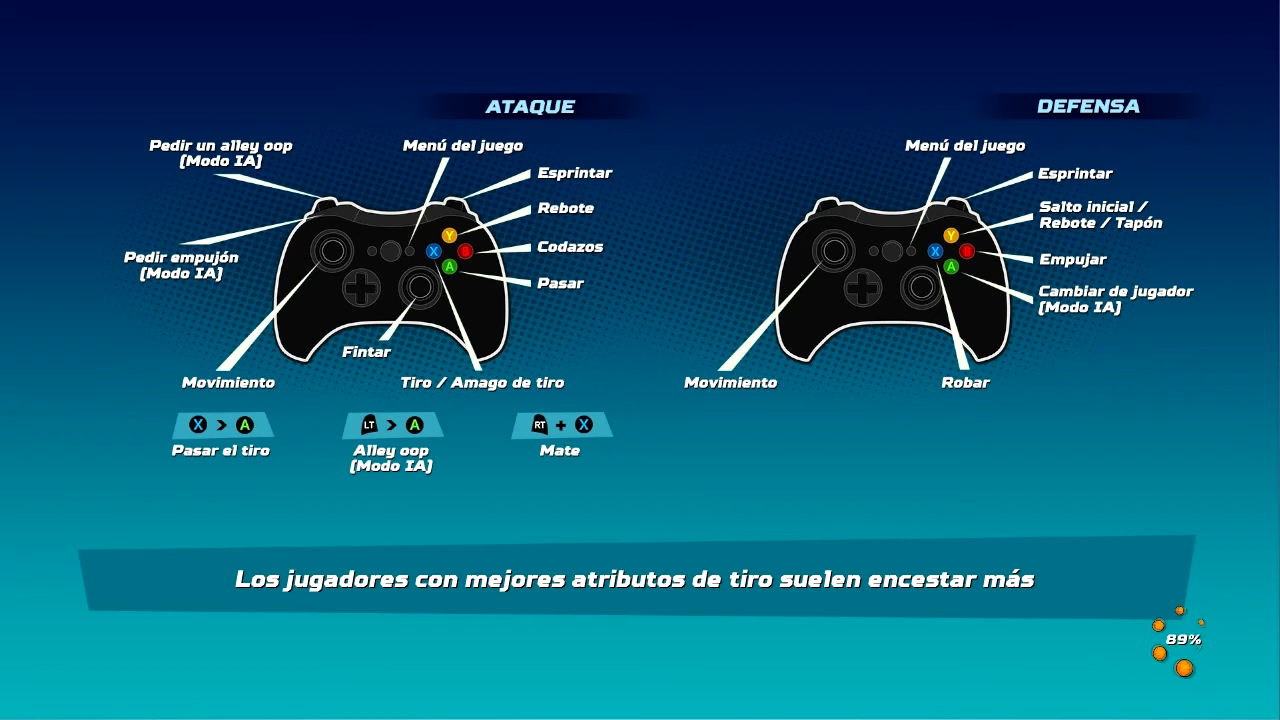 ATAQUE
Pedir un alley oop
(Modo IA)
Menú del juego
Esprintar
Rebote
Codazos
Pasar
Pedir empujón
(Modo IA)
Y
X
B
A
Fintar
Movimiento
Tiro / Amago de tiro
X > A
Pasar el tiro
LT > A
Alley oop
(Modo IA)
RT + X
Mate
DEFENSA
Menú del juego
Esprintar
Salto inicial /
Rebote / Tapón
Empujar
Cambiar de jugador
(Modo IA)
Y
X
B
A
Movimiento
Robar
Los jugadores con mejores atributos de tiro suelen encestar más
89%